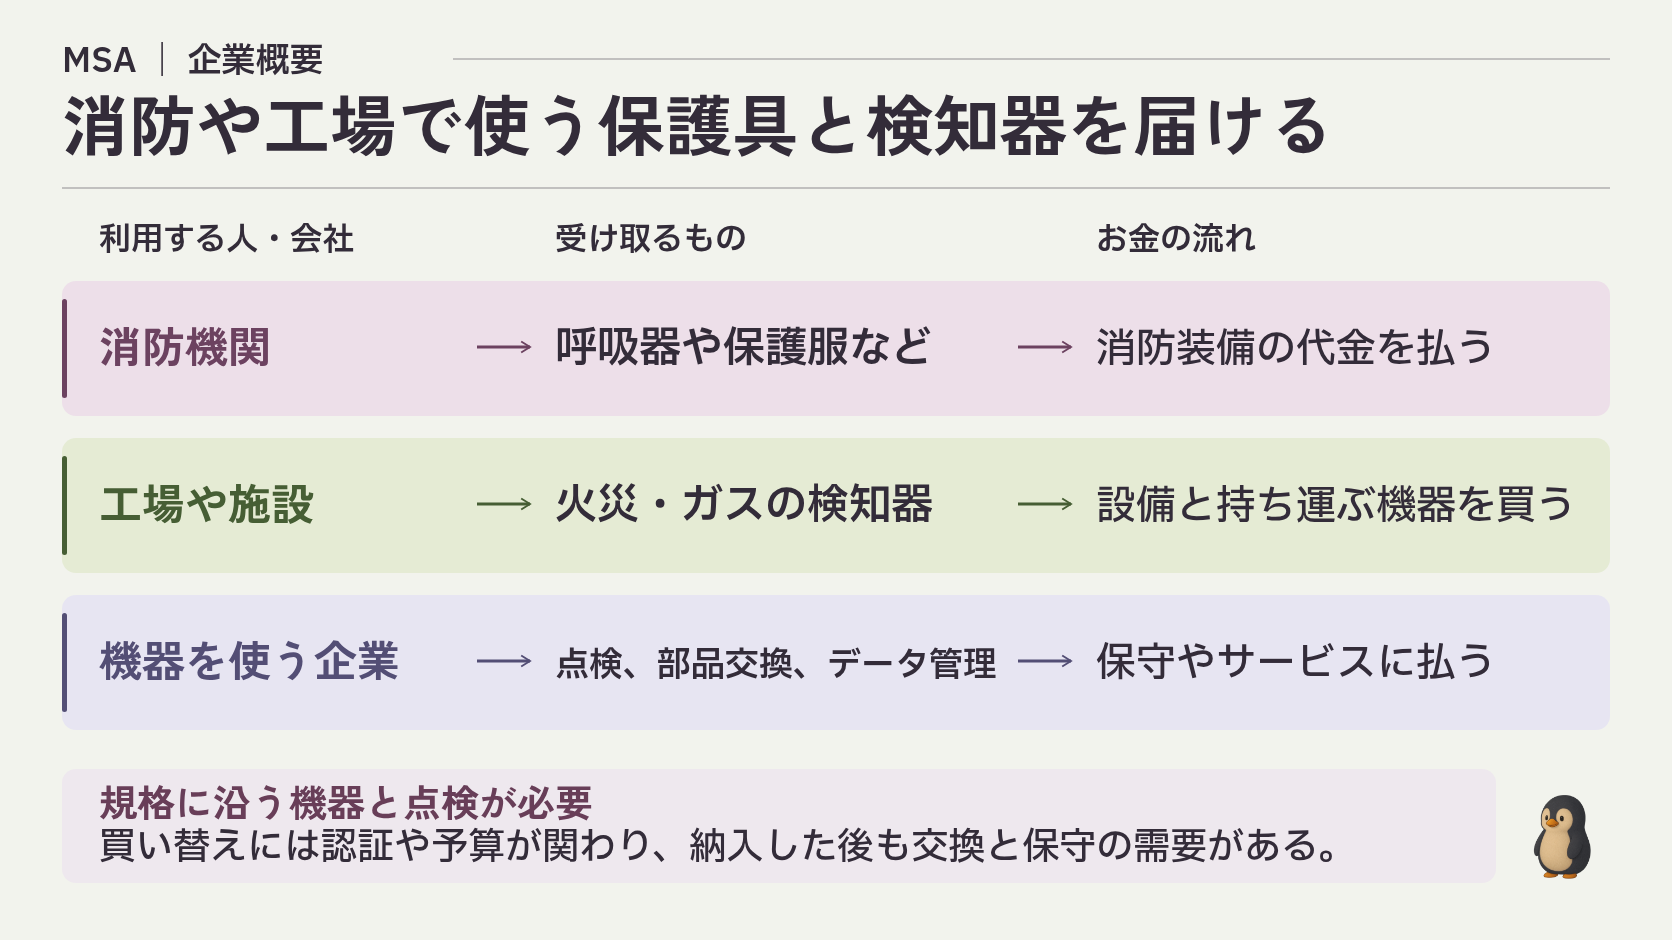 MSA｜企業概要
消防や工場で使う保護具と検知器を届ける
利用する人・会社 受け取るもの お金の流れ
消防機関 → 呼吸器や保護服など → 消防装備の代金を払う
工場や施設 → 火災・ガスの検知器 → 設備と持ち運ぶ機器を買う
機器を使う企業 → 点検、部品交換、データ管理 → 保守やサービスに払う
規格に沿う機器と点検が必要
買い替えには認証や予算が関わり、納入した後も交換と保守の需要がある。